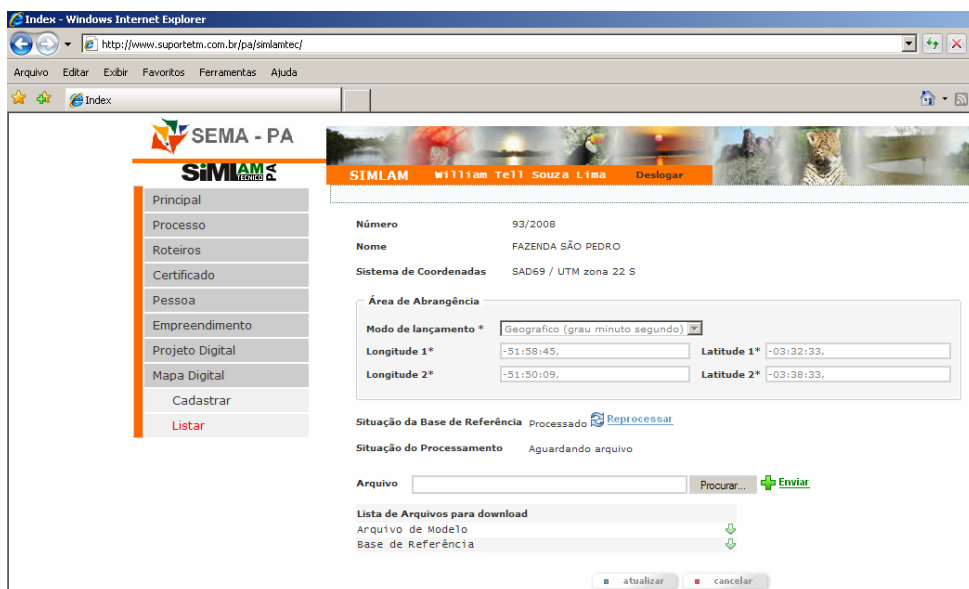 Index - Windows Internet Explorer
http://www.suportetm.com.br/pa/simlamtec/
Arquivo Editar Exibir Favoritos Ferramentas Ajuda
Index
SEMA - PA
SiMLAM TÉCNICO PA
SIMLAM William Tell Souza Lima Deslogar
Principal
Processo
Roteiros
Certificado
Pessoa
Empreendimento
Projeto Digital
Mapa Digital
Cadastrar
Listar
Número 93/2008
Nome FAZENDA SÃO PEDRO
Sistema de Coordenadas SAD69 / UTM zona 22 S
Área de Abrangência
Modo de lançamento * Geografico (grau minuto segundo)
Longitude 1* -51:58:45, Latitude 1* -03:32:33,
Longitude 2* -51:50:09, Latitude 2* -03:38:33,
Situação da Base de Referência Processado Reprocessar
Situação do Processamento Aguardando arquivo
Arquivo Procurar... Enviar
Lista de Arquivos para download
Arquivo de Modelo
Base de Referência
atualizar cancelar